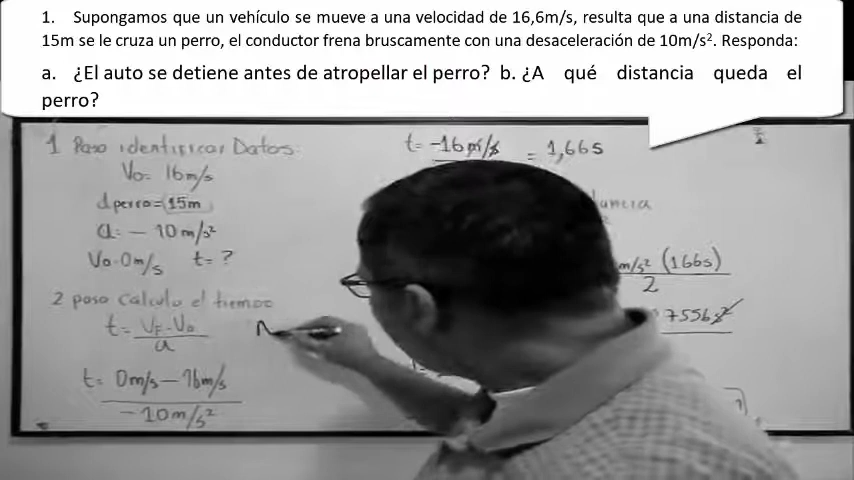 1. Supongamos que un vehículo se mueve a una velocidad de 16,6m/s, resulta que a una distancia de
15m se le cruza un perro, el conductor frena bruscamente con una desaceleración de 10m/s². Responda:
a. ¿El auto se detiene antes de atropellar el perro? b. ¿A qué distancia queda el
perro?
1 Paso identificar Datos
Vo= 16m/s
dperro=15m
a= - 10m/s²
Vo=0m/s t= ?
2 paso Calculo el tiempo
t= VF-Vo
a
t= 0m/s - 16m/s
-10m/s²
t= -16m/s = 1,66s
m/s² (1.66s)
2
7556s²